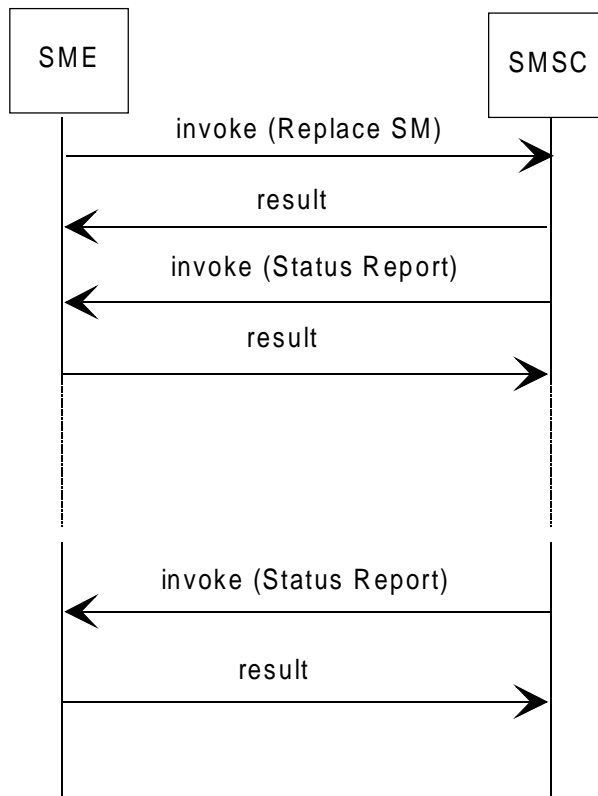 SME
SMSC
invoke (Replace SM)
result
invoke (Status Report)
result
invoke (Status Report)
result